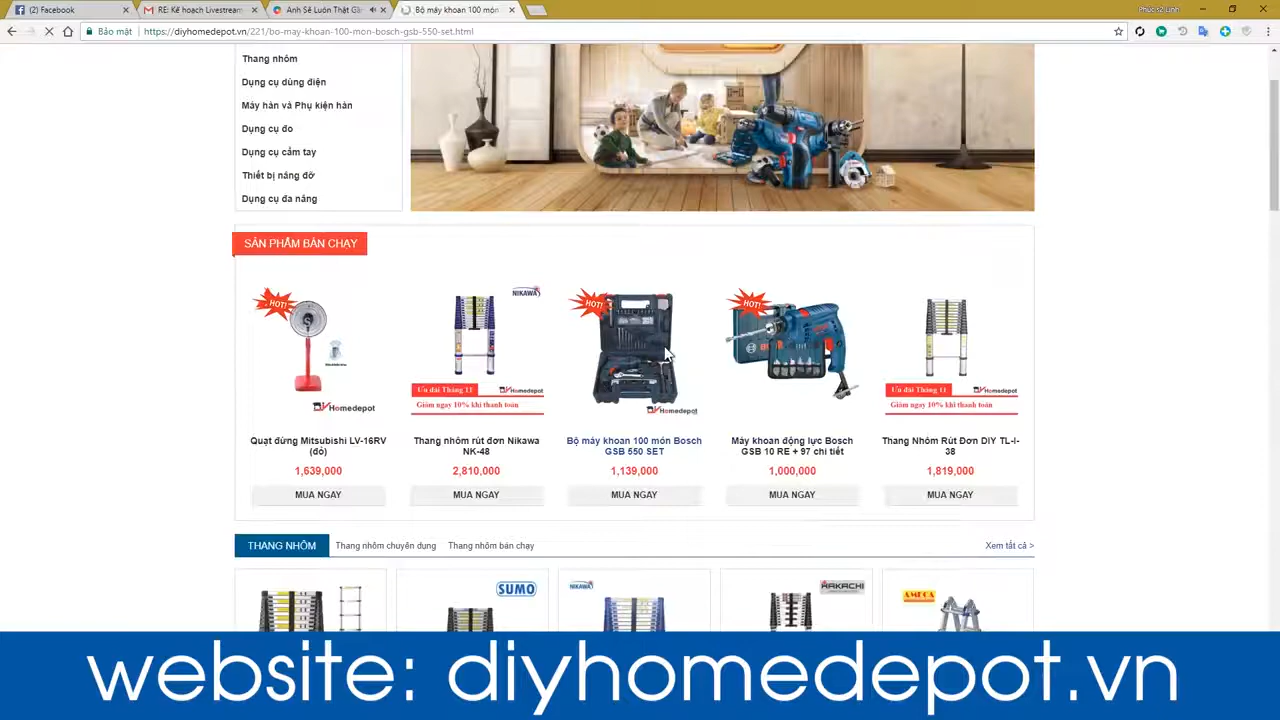 (2) Facebook
RE: Kế hoạch Livestream
Anh Sẽ Luôn Thật Gầ
Bộ máy khoan 100 món
Phúc s2 Linh
Bảo mật
https://diyhomedepot.vn/221/bo-may-khoan-100-mon-bosch-gsb-550-set.html
Thang nhôm
Dụng cụ dùng điện
Máy hàn và Phụ kiện hàn
Dụng cụ đo
Dụng cụ cầm tay
Thiết bị nâng đỡ
Dụng cụ đa năng
SẢN PHẨM BÁN CHẠY
HOT!
NIKAWA
HOT!
HOT!
BOSCH
Ưu đãi Tháng 11
Homedepot
Giảm ngay 10% khi thanh toán
Homedepot
Homedepot
Ưu đãi Tháng 11
Homedepot
Giảm ngay 10% khi thanh toán
Quạt đứng Mitsubishi LV-16RV
(đỏ)
Thang nhôm rút đơn Nikawa
NK-48
Bộ máy khoan 100 món Bosch
GSB 550 SET
Máy khoan động lực Bosch
GSB 10 RE + 97 chi tiết
Thang Nhôm Rút Đơn DIY TL-I-
38
1,639,000
2,810,000
1,139,000
1,000,000
1,819,000
MUA NGAY
MUA NGAY
MUA NGAY
MUA NGAY
MUA NGAY
THANG NHÔM
Thang nhôm chuyên dụng
Thang nhôm bán chạy
Xem tất cả >
SUMO
NIKAWA
HAKACHI
AMECA
website: diyhomedepot.vn